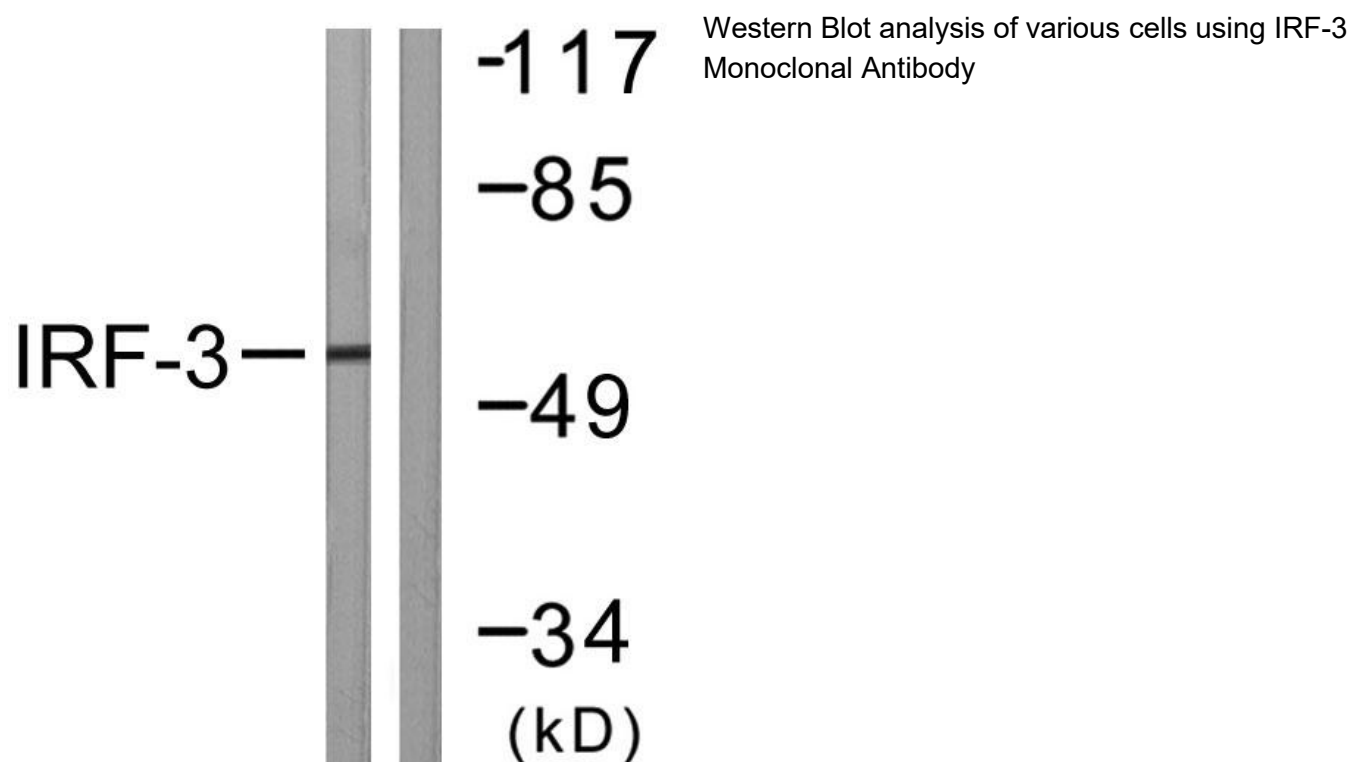 -117
Western Blot analysis of various cells using IRF-3
Monoclonal Antibody
-85
IRF-3
-49
-34
(kD)